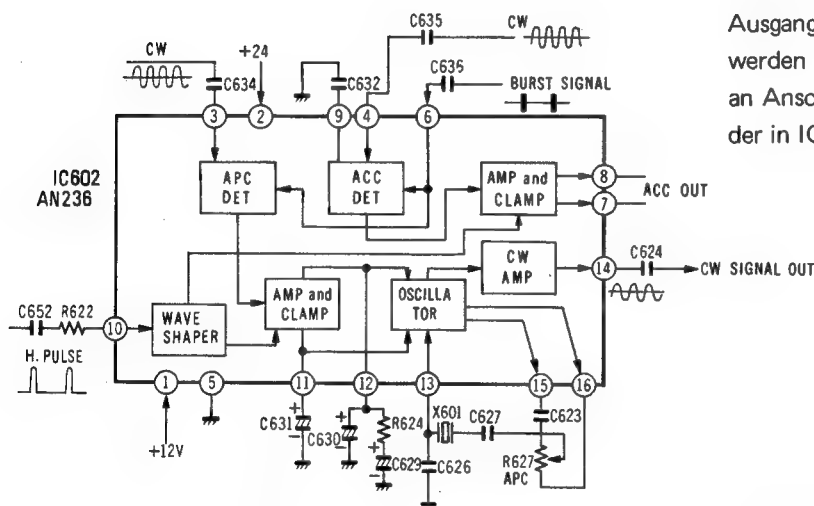 Ausgang
werden
an Ansc
der in IC
C635
CW
CW
+24
C634
C632
C636
BURST SIGNAL
3
2
9
4
6
IC602
AN236
APC
DET
ACC
DET
AMP and
CLAMP
8
7
ACC OUT
CW
AMP
14
C624
CW SIGNAL OUT
C652
R622
10
WAVE
SHAPER
AMP and
CLAMP
OSCILLA
TOR
H. PULSE
1
5
11
12
13
15
16
+12V
+
C631
-
+
C630
-
R624
+
C629
-
X601
C627
C626
C623
R627
APC